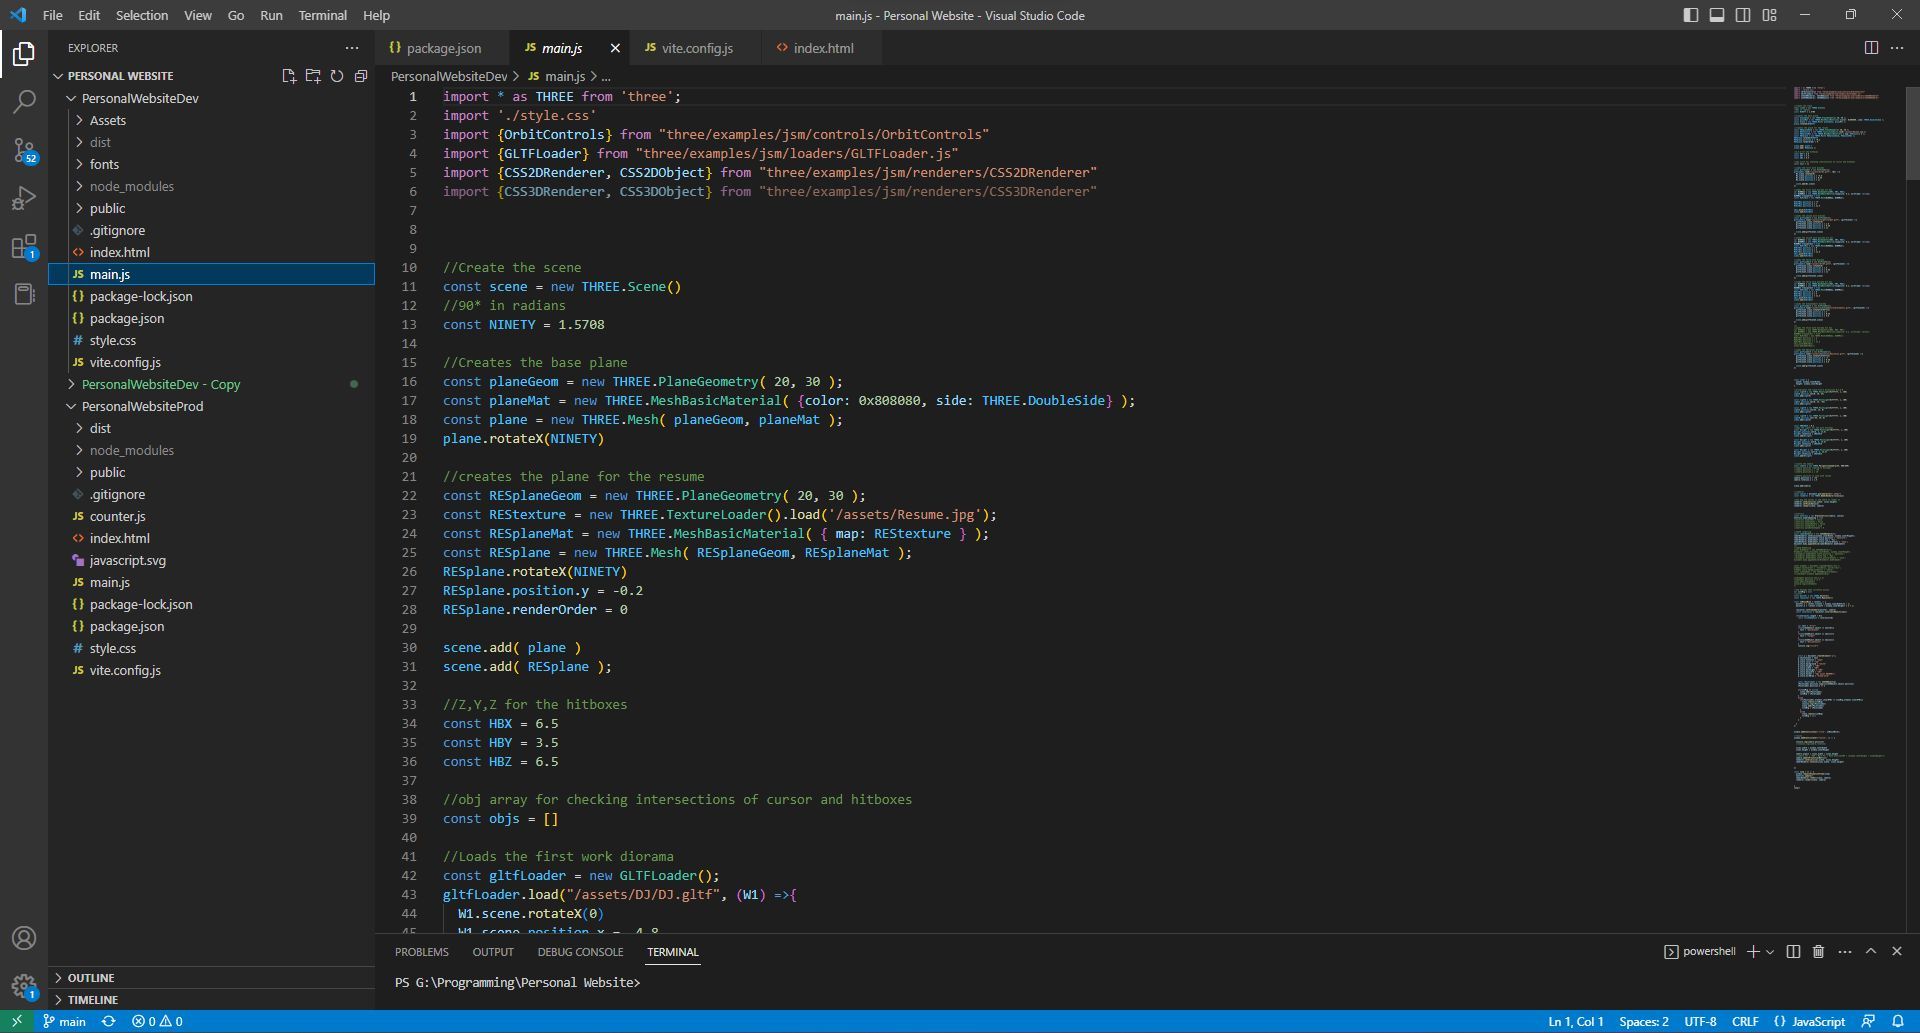 File Edit Selection View Go Run Terminal Help
main.js - Personal Website - Visual Studio Code
EXPLORER
PERSONAL WEBSITE
PersonalWebsiteDev
Assets
dist
fonts
node_modules
public
.gitignore
index.html
main.js
package-lock.json
package.json
style.css
vite.config.js
PersonalWebsiteDev - Copy
PersonalWebsiteProd
dist
node_modules
public
.gitignore
counter.js
index.html
javascript.svg
main.js
package-lock.json
package.json
style.css
vite.config.js
OUTLINE
TIMELINE
52
1
1
package.json main.js vite.config.js index.html
PersonalWebsiteDev > JS main.js > ...
1 import * as THREE from 'three';
2 import './style.css'
3 import {OrbitControls} from "three/examples/jsm/controls/OrbitControls"
4 import {GLTFLoader} from "three/examples/jsm/loaders/GLTFLoader.js"
5 import {CSS2DRenderer, CSS2DObject} from "three/examples/jsm/renderers/CSS2DRenderer"
6 import {CSS3DRenderer, CSS3DObject} from "three/examples/jsm/renderers/CSS3DRenderer"
7
8
9
10 //Create the scene
11 const scene = new THREE.Scene()
12 //90* in radians
13 const NINETY = 1.5708
14
15 //Creates the base plane
16 const planeGeom = new THREE.PlaneGeometry( 20, 30 );
17 const planeMat = new THREE.MeshBasicMaterial( {color: 0x808080, side: THREE.DoubleSide} );
18 const plane = new THREE.Mesh( planeGeom, planeMat );
19 plane.rotateX(NINETY)
20
21 //creates the plane for the resume
22 const RESplaneGeom = new THREE.PlaneGeometry( 20, 30 );
23 const REStexture = new THREE.TextureLoader().load('/assets/Resume.jpg');
24 const RESplaneMat = new THREE.MeshBasicMaterial( { map: REStexture } );
25 const RESplane = new THREE.Mesh( RESplaneGeom, RESplaneMat );
26 RESplane.rotateX(NINETY)
27 RESplane.position.y = -0.2
28 RESplane.renderOrder = 0
29
30 scene.add( plane )
31 scene.add( RESplane );
32
33 //Z,Y,Z for the hitboxes
34 const HBX = 6.5
35 const HBY = 3.5
36 const HBZ = 6.5
37
38 //obj array for checking intersections of cursor and hitboxes
39 const objs = []
40
41 //Loads the first work diorama
42 const gltfLoader = new GLTFLoader();
43 gltfLoader.load("/assets/DJ/DJ.gltf", (W1) =>{
44 W1.scene.rotateX(0)
45 W1.scene.position.x
PROBLEMS OUTPUT DEBUG CONSOLE TERMINAL
powershell
PS G:\Programming\Personal Website>
main 0 0
Ln 1, Col 1 Spaces: 2 UTF-8 CRLF {} JavaScript